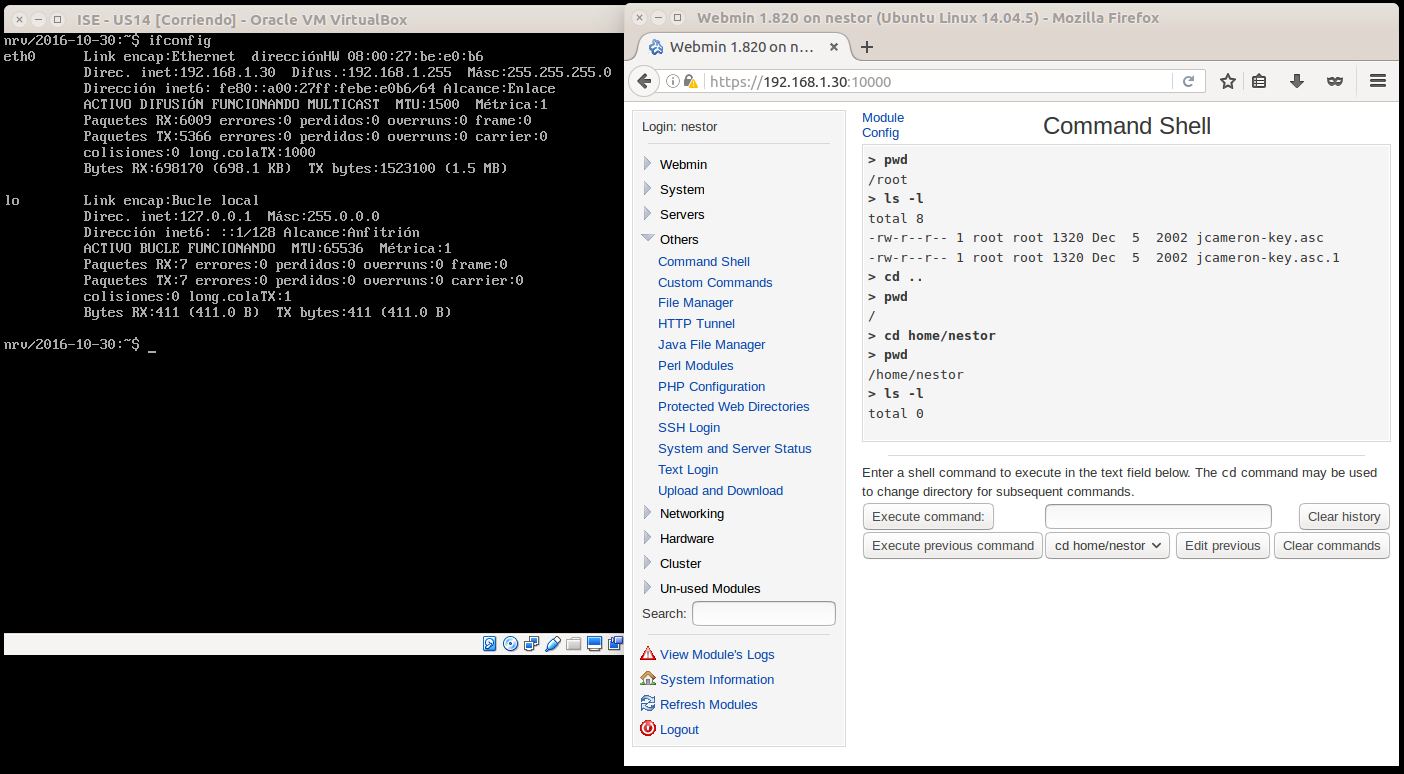 ISE - US14 [Corriendo] - Oracle VM VirtualBox
nrv/2016-10-30:~$ ifconfig
eth0      Link encap:Ethernet  direcciónHW 08:00:27:be:e0:b6
          Direc. inet:192.168.1.30  Difus.:192.168.1.255  Másc:255.255.255.0
          Dirección inet6: fe80::a00:27ff:febe:e0b6/64 Alcance:Enlace
          ACTIVO DIFUSIÓN FUNCIONANDO MULTICAST  MTU:1500  Métrica:1
          Paquetes RX:6009 errores:0 perdidos:0 overruns:0 frame:0
          Paquetes TX:5366 errores:0 perdidos:0 overruns:0 carrier:0
          colisiones:0 long.colaTX:1000
          Bytes RX:698170 (698.1 KB)  TX bytes:1523100 (1.5 MB)
lo        Link encap:Bucle local
          Direc. inet:127.0.0.1  Másc:255.0.0.0
          Dirección inet6: ::1/128 Alcance:Anfitrión
          ACTIVO BUCLE FUNCIONANDO  MTU:65536  Métrica:1
          Paquetes RX:7 errores:0 perdidos:0 overruns:0 frame:0
          Paquetes TX:7 errores:0 perdidos:0 overruns:0 carrier:0
          colisiones:0 long.colaTX:1
          Bytes RX:411 (411.0 B)  TX bytes:411 (411.0 B)
nrv/2016-10-30:~$ _
Webmin 1.820 on nestor (Ubuntu Linux 14.04.5) - Mozilla Firefox
Webmin 1.820 on n...
https://192.168.1.30:10000
Login: nestor
Webmin
System
Servers
Others
Command Shell
Custom Commands
File Manager
HTTP Tunnel
Java File Manager
Perl Modules
PHP Configuration
Protected Web Directories
SSH Login
System and Server Status
Text Login
Upload and Download
Networking
Hardware
Cluster
Un-used Modules
Search:
View Module's Logs
System Information
Refresh Modules
Logout
Module
Config
Command Shell
> pwd
/root
> ls -l
total 8
-rw-r--r-- 1 root root 1320 Dec  5  2002 jcameron-key.asc
-rw-r--r-- 1 root root 1320 Dec  5  2002 jcameron-key.asc.1
> cd ..
> pwd
/
> cd home/nestor
> pwd
/home/nestor
> ls -l
total 0
Enter a shell command to execute in the text field below. The cd command may be used
to change directory for subsequent commands.
Execute command: Clear history
Execute previous command cd home/nestor Edit previous Clear commands